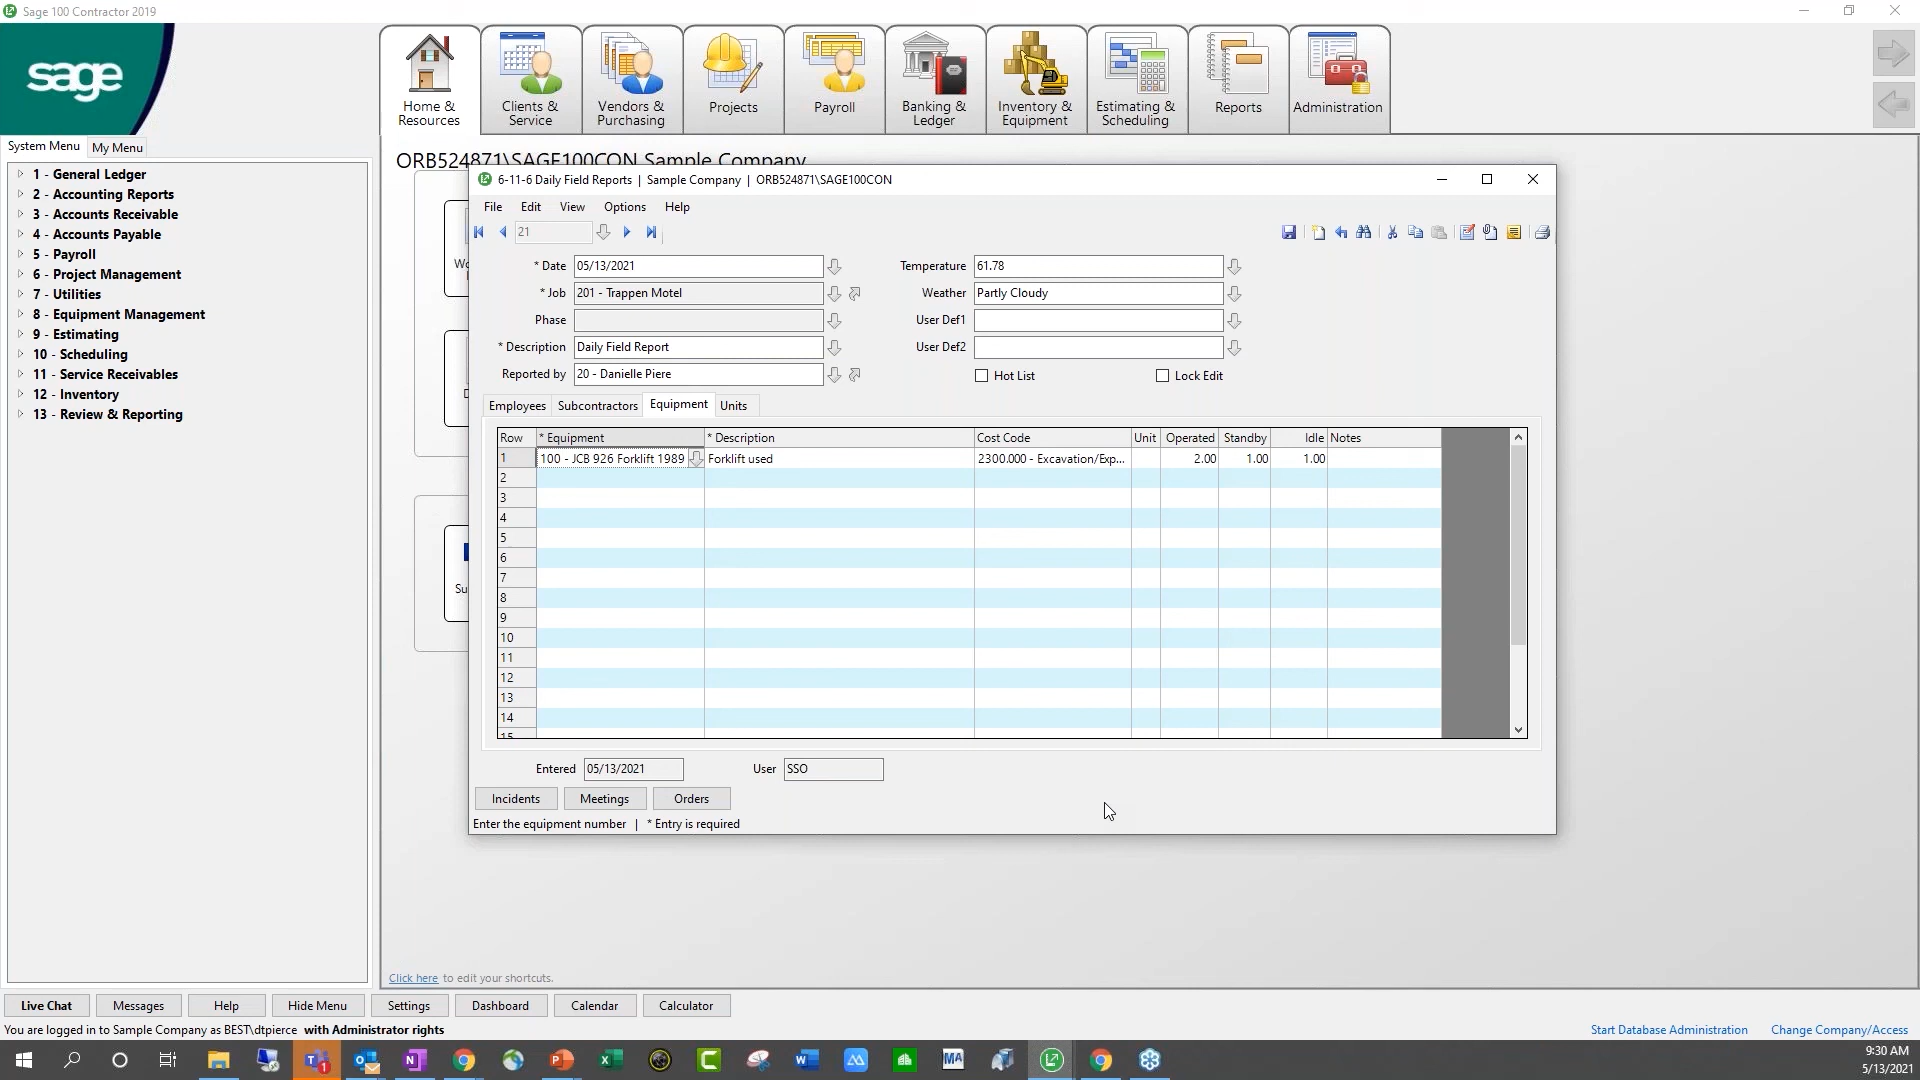 Sage 100 Contractor 2019
sage
Home & Resources
Clients & Service
Vendors & Purchasing
Projects
Payroll
Banking & Ledger
Inventory & Equipment
Estimating & Scheduling
Reports
Administration
System Menu
My Menu
1 - General Ledger
2 - Accounting Reports
3 - Accounts Receivable
4 - Accounts Payable
5 - Payroll
6 - Project Management
7 - Utilities
8 - Equipment Management
9 - Estimating
10 - Scheduling
11 - Service Receivables
12 - Inventory
13 - Review & Reporting
ORB524871\SAGE100CON Sample Company
6-11-6 Daily Field Reports | Sample Company | ORB524871\SAGE100CON
File Edit View Options Help
21
* Date 05/13/2021
Temperature 61.78
* Job 201 - Trappen Motel
Weather Partly Cloudy
Phase
User Def1
* Description Daily Field Report
User Def2
Reported by 20 - Danielle Piere
Hot List
Lock Edit
Employees Subcontractors Equipment Units
Row * Equipment * Description Cost Code Unit Operated Standby Idle Notes
1 100 - JCB 926 Forklift 1989 Forklift used 2300.000 - Excavation/Exp... 2.00 1.00 1.00
2
3
4
5
6
7
8
9
10
11
12
13
14
15
Entered 05/13/2021 User SSO
Incidents Meetings Orders
Enter the equipment number | * Entry is required
Wo
D
Su
Click here to edit your shortcuts.
Live Chat Messages Help Hide Menu Settings Dashboard Calendar Calculator
You are logged in to Sample Company as BEST\dtpierce with Administrator rights
Start Database Administration Change Company/Access
9:30 AM
5/13/2021